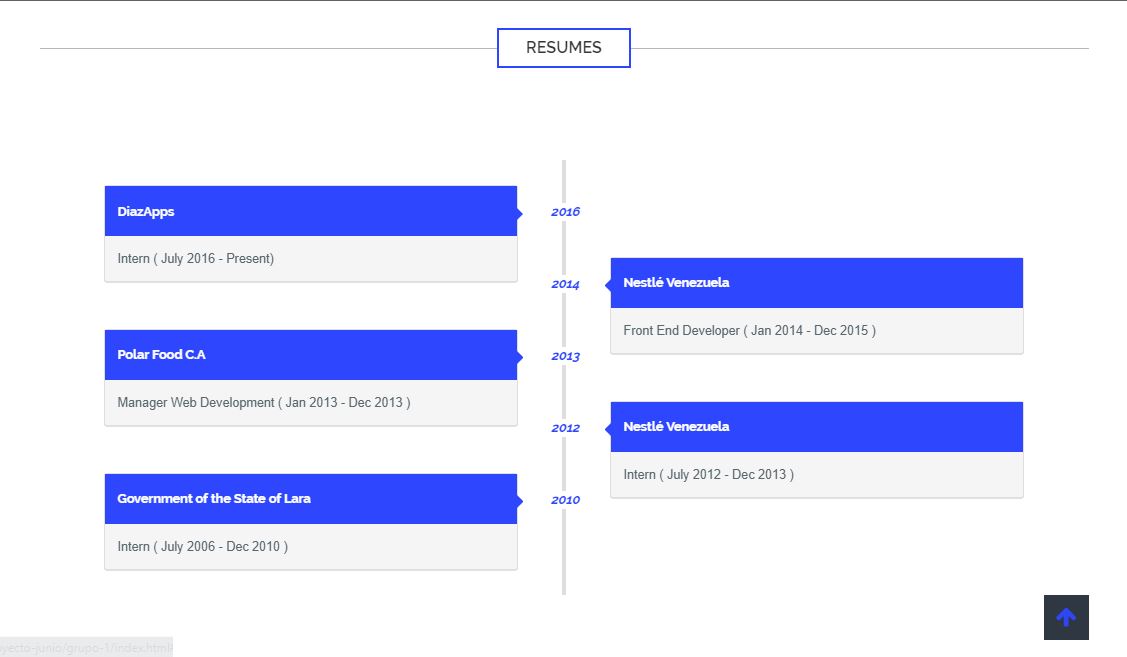 RESUMES
DiazApps
2016
Intern ( July 2016 - Present)
Nestlé Venezuela
2014
Front End Developer ( Jan 2014 - Dec 2015 )
Polar Food C.A
2013
Manager Web Development ( Jan 2013 - Dec 2013 )
Nestlé Venezuela
2012
Intern ( July 2012 - Dec 2013 )
Government of the State of Lara
2010
Intern ( July 2006 - Dec 2010 )
yecto-junio/grupo-1/index.html#